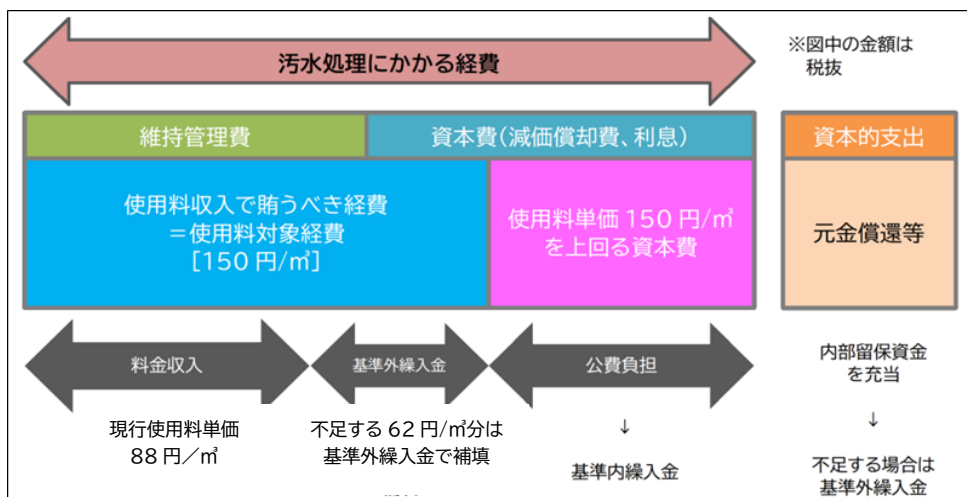 汚水処理にかかる経費
※図中の金額は
税抜
維持管理費
資本費(減価償却費、利息)
資本的支出
使用料収入で賄うべき経費
＝使用料対象経費
[150円/㎥]
使用料単価150円/㎥
を上回る資本費
元金償還等
料金収入
基準外繰入金
公費負担
内部留保資金
を充当
現行使用料単価
88円／㎥
不足する62円/㎥分は
基準外繰入金で補填
↓
基準内繰入金
↓
不足する場合は
基準外繰入金